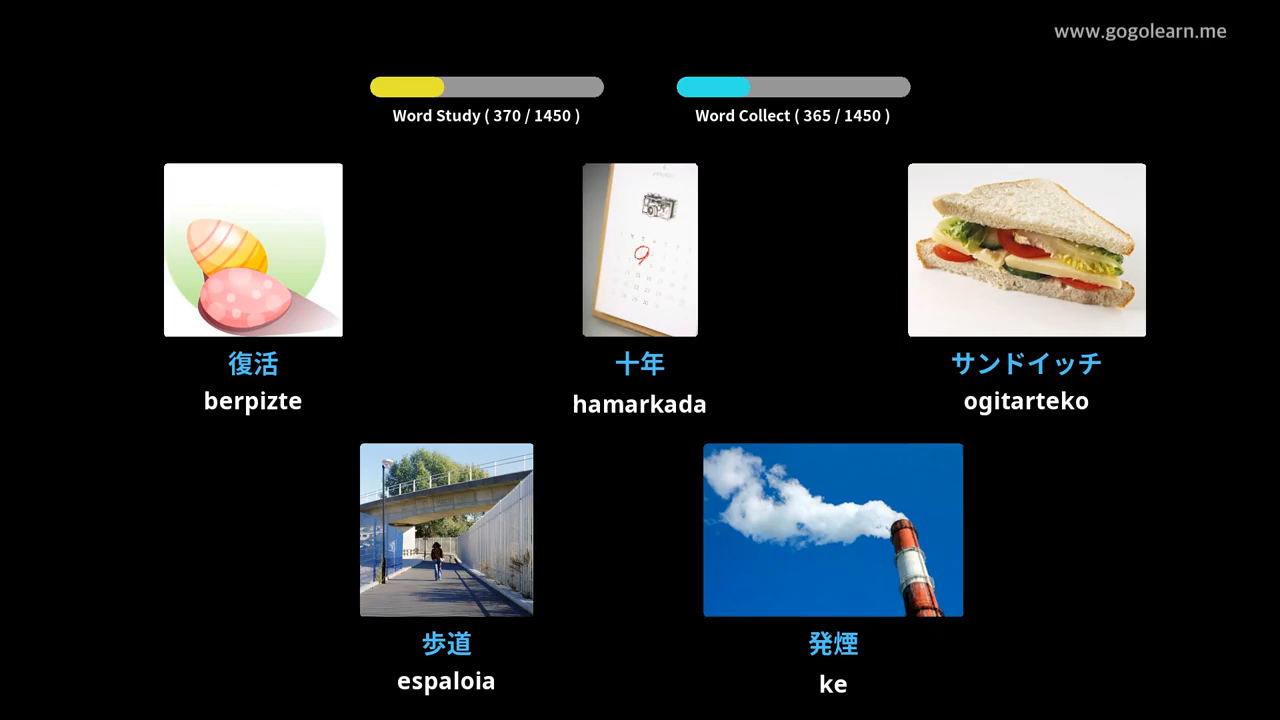 www.gogolearn.me
Word Study ( 370 / 1450 )
Word Collect ( 365 / 1450 )
復活
berpizte
十年
hamarkada
サンドイッチ
ogitarteko
歩道
espaloia
発煙
ke
9